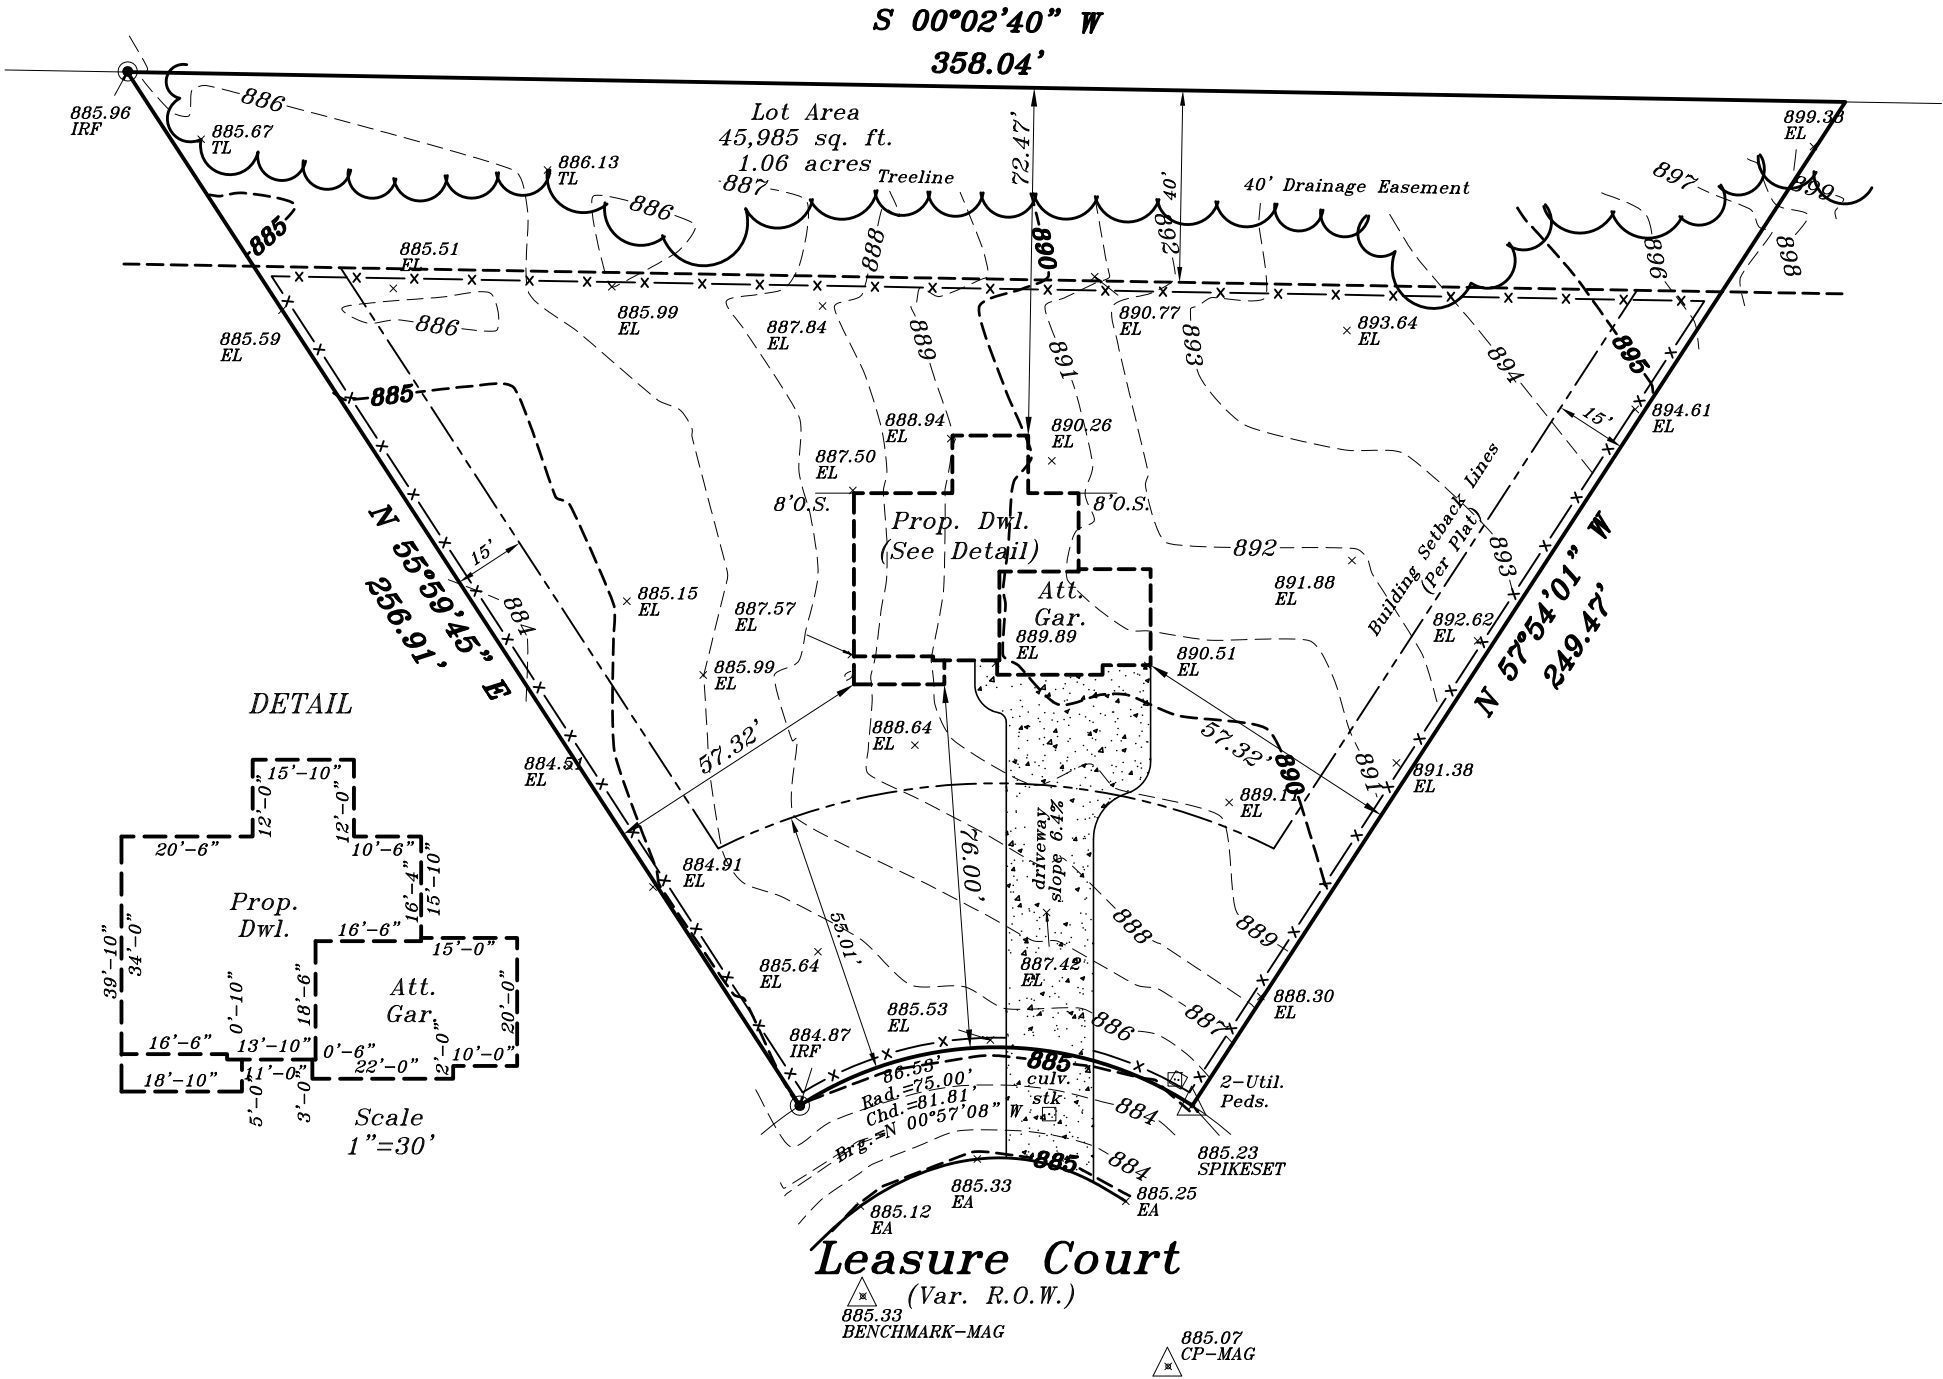 S 00°02'40" W
358.04'
885.96
IRF
886
885.67
TL
Lot Area
45,985 sq. ft.
1.06 acres
72.47'
899.33
EL
886.13
TL
887
Treeline
40'
40' Drainage Easement
897
899
886
885
888
890
892
896
898
885.51
EL
885.59
EL
886
885.99
EL
887.84
EL
889
891
890.77
EL
893
893.64
EL
894
895
885
888.94
EL
890.26
EL
15'
894.61
EL
887.50
EL
8'O.S.
8'O.S.
Prop. Dwl.
(See Detail)
Building Setback Lines
(Per Plat)
N 55°59'45" E
256.91'
15'
884
885.15
EL
887.57
EL
885.99
EL
Att.
Gar.
889.89
EL
890.51
EL
892
891.88
EL
893
892.62
EL
N 57°54'01" W
249.47'
57.32'
888.64
EL
57.32'
890
891
891.38
EL
889.11
EL
884.51
EL
driveway
slope 6.4%
76.00'
884.91
EL
55.01'
885.64
EL
887.42
EL
888
889
885.53
EL
886
887
888.30
EL
884.87
IRF
86.53'
Rad.=75.00'
Chd.=81.81'
Brg.=N 00°57'08" W
885
culv.
stk
884
2-Util.
Peds.
885.23
SPIKESET
885
884
885.33
EA
885.25
EA
885.12
EA
Leasure Court
(Var. R.O.W.)
885.33
BENCHMARK-MAG
885.07
CP-MAG
DETAIL
15'-10"
12'-0"
12'-0"
20'-6"
10'-6"
16'-4"
15'-10"
Prop.
Dwl.
39'-10"
34'-0"
16'-6"
15'-0"
0'-10"
18'-6"
Att.
Gar.
20'-0"
16'-6"
13'-10"
0'-6"
2'-0"
10'-0"
22'-0"
18'-10"
11'-0"
5'-0"
3'-0"
Scale
1"=30'